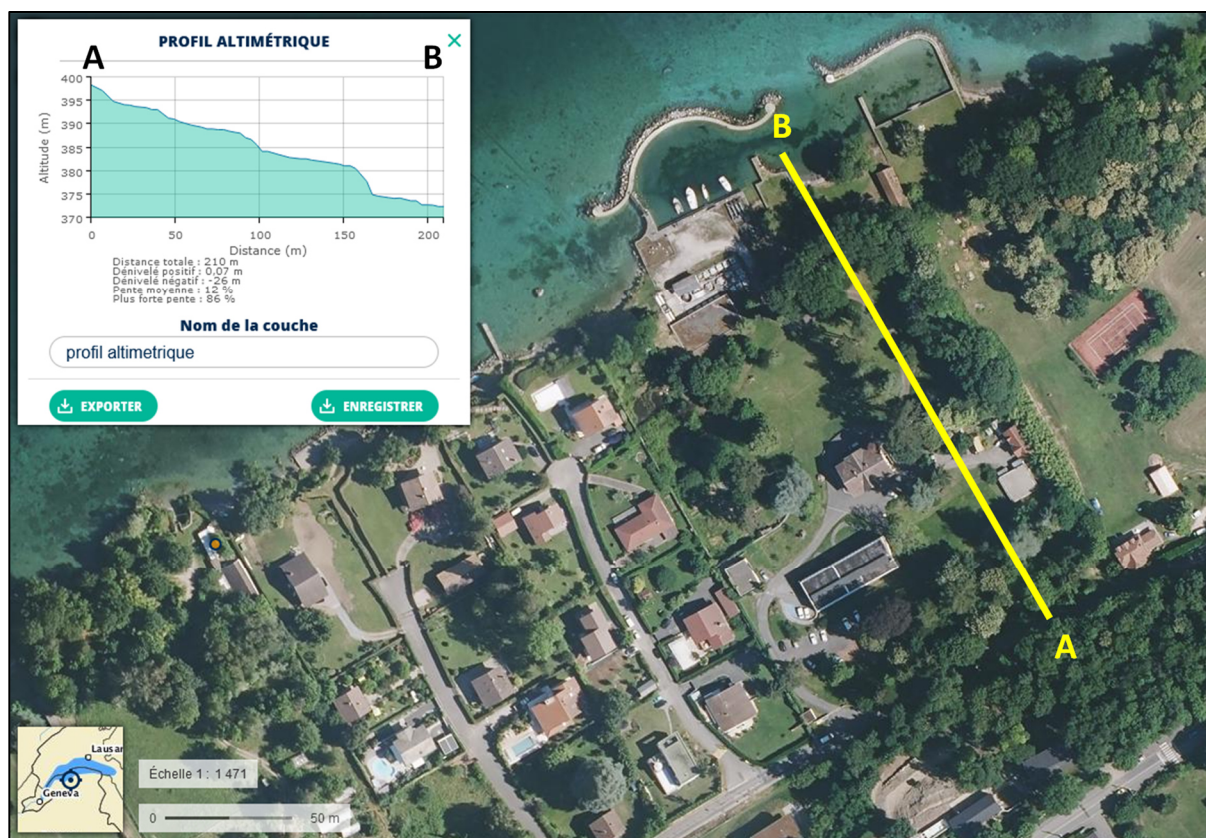 PROFIL ALTIMÉTRIQUE
A
B
400
395
390
385
380
375
370
Altitude (m)
0
50
100
150
200
Distance (m)
Distance totale : 210 m
Dénivelé positif : 0,07 m
Dénivelé négatif : -26 m
Pente moyenne : 12 %
Plus forte pente : 86 %
Nom de la couche
profil altimetrique
EXPORTER
ENREGISTRER
B
A
Lausan
Geneva
Échelle 1 : 1 471
0
50 m